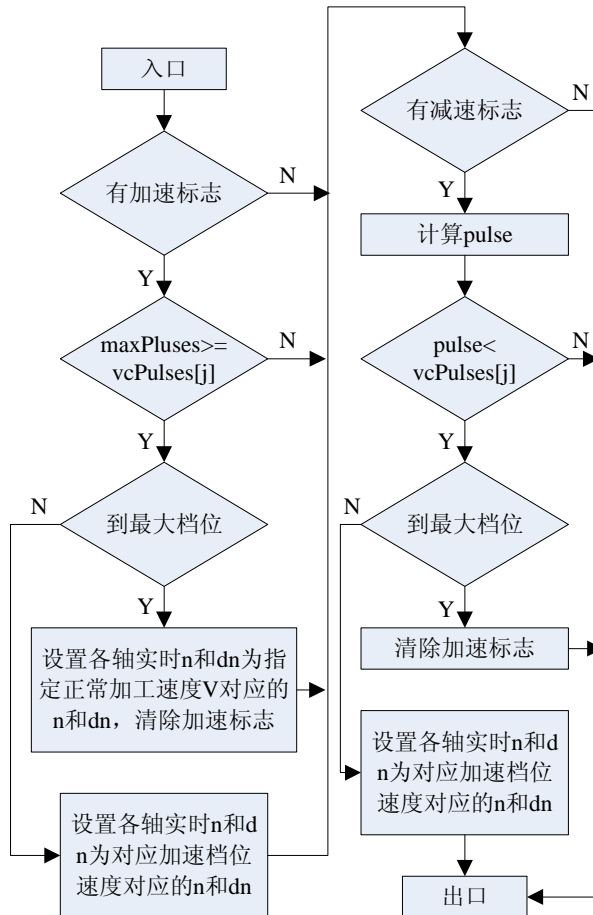 入口
有加速标志
N
Y
maxPluses>=
vcPulses[j]
N
Y
N
到最大档位
Y
设置各轴实时n和dn为指
定正常加工速度V对应的
n和dn，清除加速标志
设置各轴实时n和d
n为对应加速档位
速度对应的n和dn
有减速标志
N
Y
计算pulse
pulse<
vcPulses[j]
N
Y
N
到最大档位
Y
清除加速标志
设置各轴实时n和d
n为对应加速档位
速度对应的n和dn
出口